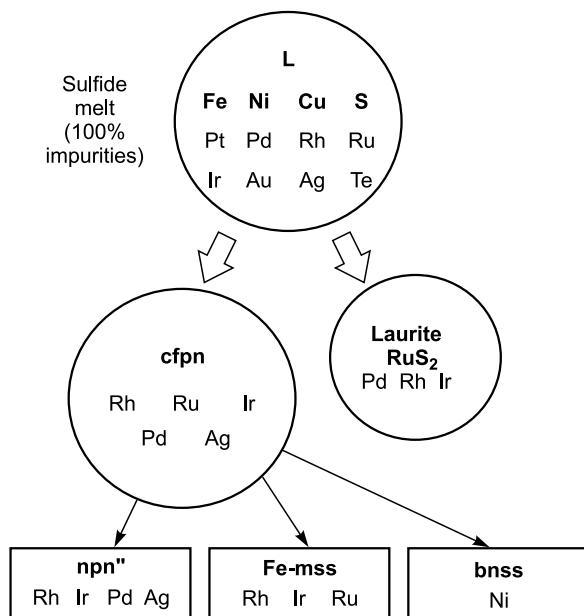 L
Sulfide
melt
(100%
impurities)
Fe Ni Cu S
Pt Pd Rh Ru
Ir Au Ag Te
cfpn
Rh Ru Ir
Pd Ag
Laurite
RuS₂
Pd Rh Ir
npn"
Rh Ir Pd Ag
Fe-mss
Rh Ir Ru
bnss
Ni